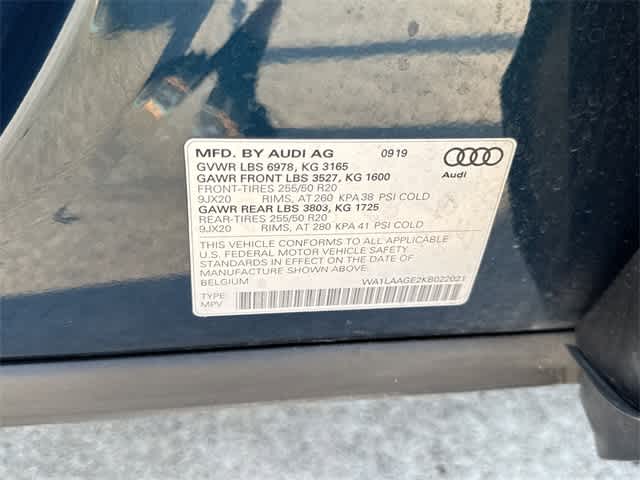 MFD. BY AUDI AG 0919
GVWR LBS 6978, KG 3165
GAWR FRONT LBS 3527, KG 1600
FRONT-TIRES 255/50 R20
9JX20 RIMS, AT 260 KPA 38 PSI COLD
GAWR REAR LBS 3803, KG 1725
REAR-TIRES 255/50 R20
9JX20 RIMS, AT 280 KPA 41 PSI COLD
THIS VEHICLE CONFORMS TO ALL APPLICABLE
U.S. FEDERAL MOTOR VEHICLE SAFETY
STANDARDS IN EFFECT ON THE DATE OF
MANUFACTURE SHOWN ABOVE.
BELGIUM WA1LAAGE2KB022021
TYPE:
MPV
Audi